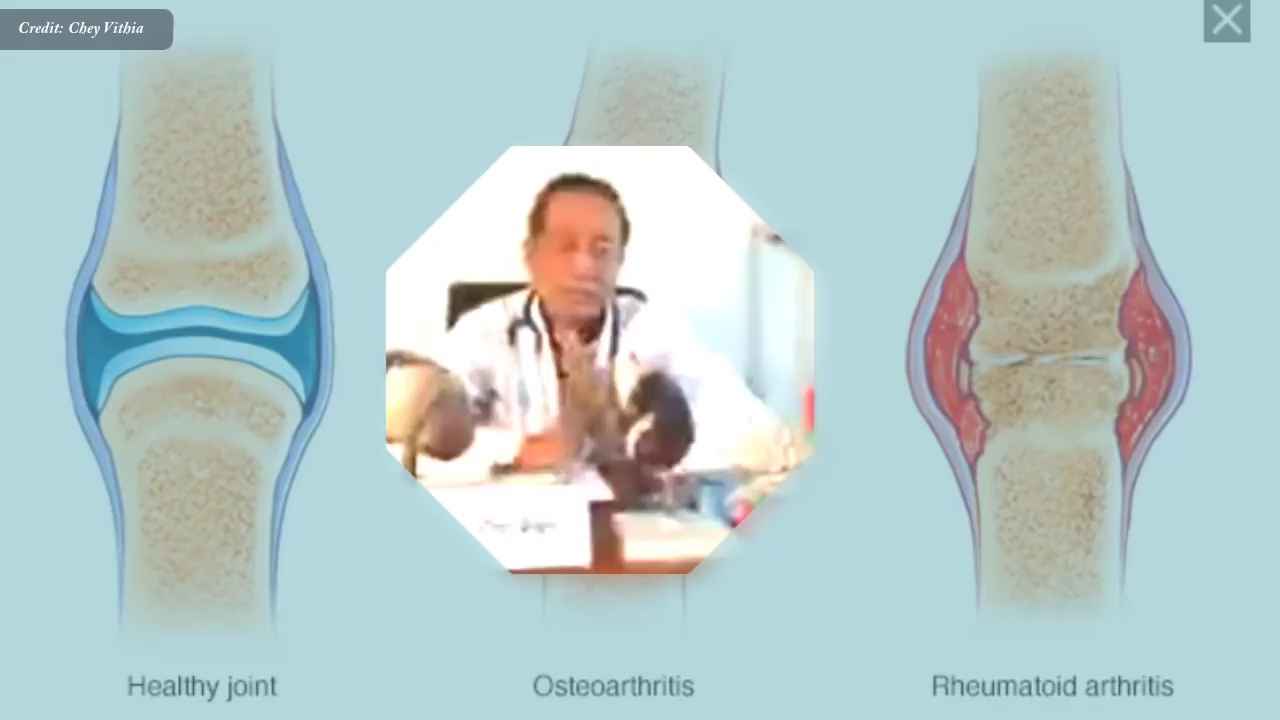 Credit: Chey Vithia
Healthy joint
Osteoarthritis
Rheumatoid arthritis